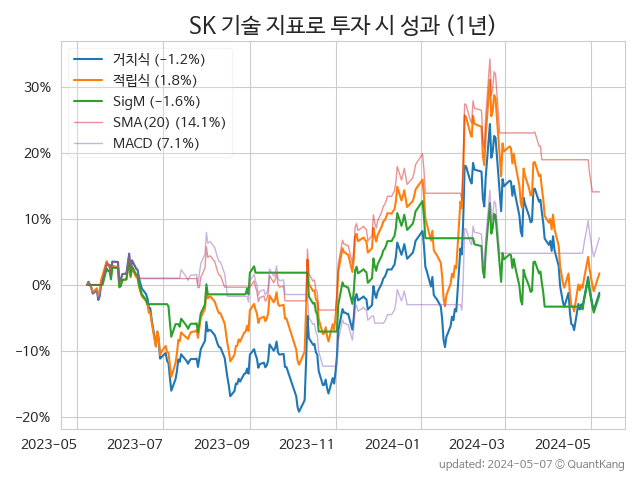 SK 기술 지표로 투자 시 성과 (1년)
거치식 (−1.2%)
적립식 (1.8%)
SigM (−1.6%)
SMA(20) (14.1%)
MACD (7.1%)
30%
20%
10%
0%
−10%
−20%
2023-05 2023-07 2023-09 2023-11 2024-01 2024-03 2024-05
updated: 2024-05-07 ⓒ QuantKang